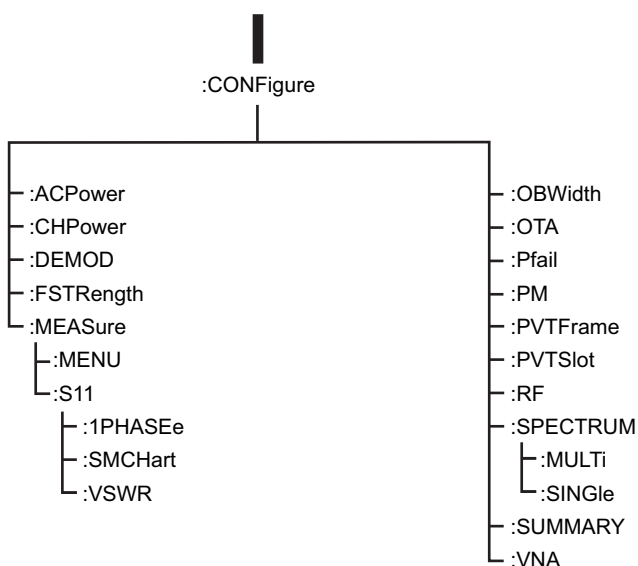 :CONFigure
:ACPower
:CHPower
:DEMOD
:FSTRength
:MEASure
:MENU
:S11
:1PHASEe
:SMCHart
:VSWR
:OBWidth
:OTA
:Pfail
:PM
:PVTFrame
:PVTSlot
:RF
:SPECTRUM
:MULTi
:SINGle
:SUMMARY
:VNA